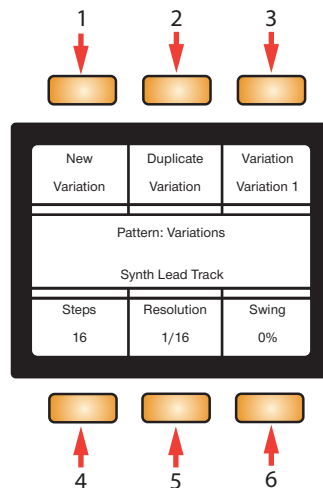 1 2 3
New Duplicate Variation
Variation Variation Variation 1
Pattern: Variations
Synth Lead Track
Steps Resolution Swing
16 1/16 0%
4 5 6